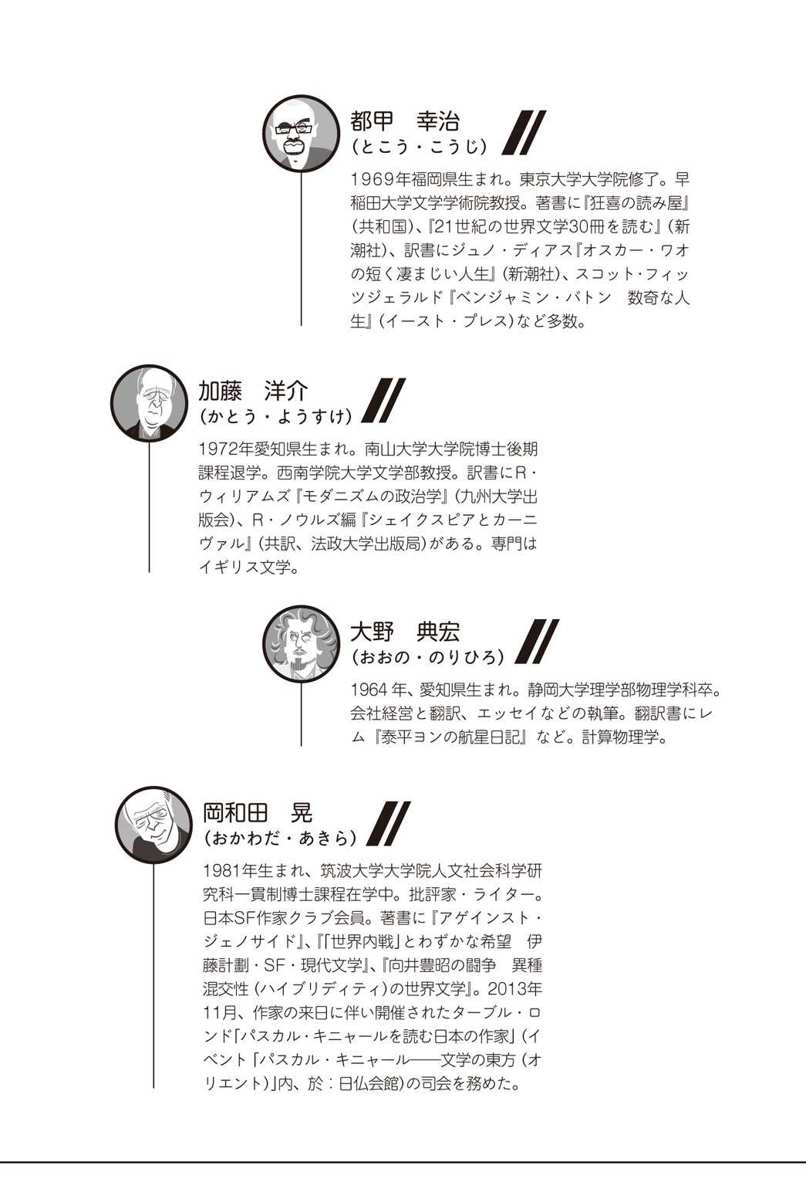 都甲　幸治
(とこう・こうじ)
1969年福岡県生まれ。東京大学大学院修了。早
稲田大学文学学術院教授。著書に『狂喜の読み屋』
(共和国)、『21世紀の世界文学30冊を読む』(新
潮社)、訳書にジュノ・ディアス『オスカー・ワオ
の短く凄まじい人生』(新潮社)、スコット・フィッ
ツジェラルド『ベンジャミン・バトン　数奇な人
生』(イースト・プレス)など多数。
加藤　洋介
(かとう・ようすけ)
1972年愛知県生まれ。南山大学大学院博士後期
課程退学。西南学院大学文学部教授。訳書にR・
ウィリアムズ『モダニズムの政治学』(九州大学出
版会)、R・ノウルズ編『シェイクスピアとカーニ
ヴァル』(共訳、法政大学出版局)がある。専門は
イギリス文学。
大野　典宏
(おおの・のりひろ)
1964 年、愛知県生まれ。静岡大学理学部物理学科卒。
会社経営と翻訳、エッセイなどの執筆。翻訳書にレ
ム『泰平ヨンの航星日記』など。計算物理学。
岡和田　晃
(おかわだ・あきら)
1981年生まれ、筑波大学大学院人文社会科学研
究科一貫制博士課程在学中。批評家・ライター。
日本SF作家クラブ会員。著書に『アゲインスト・
ジェノサイド』、『「世界内戦」とわずかな希望　伊
藤計劃・SF・現代文学』、『向井豊昭の闘争　異種
混交性 (ハイブリディティ)の世界文学』。2013年
11月、作家の来日に伴い開催されたターブル・ロ
ンド「パスカル・キニャールを読む日本の作家」(イ
ベント「パスカル・キニャール――文学の東方 (オ
リエント)」内、於：日仏会館)の司会を務めた。